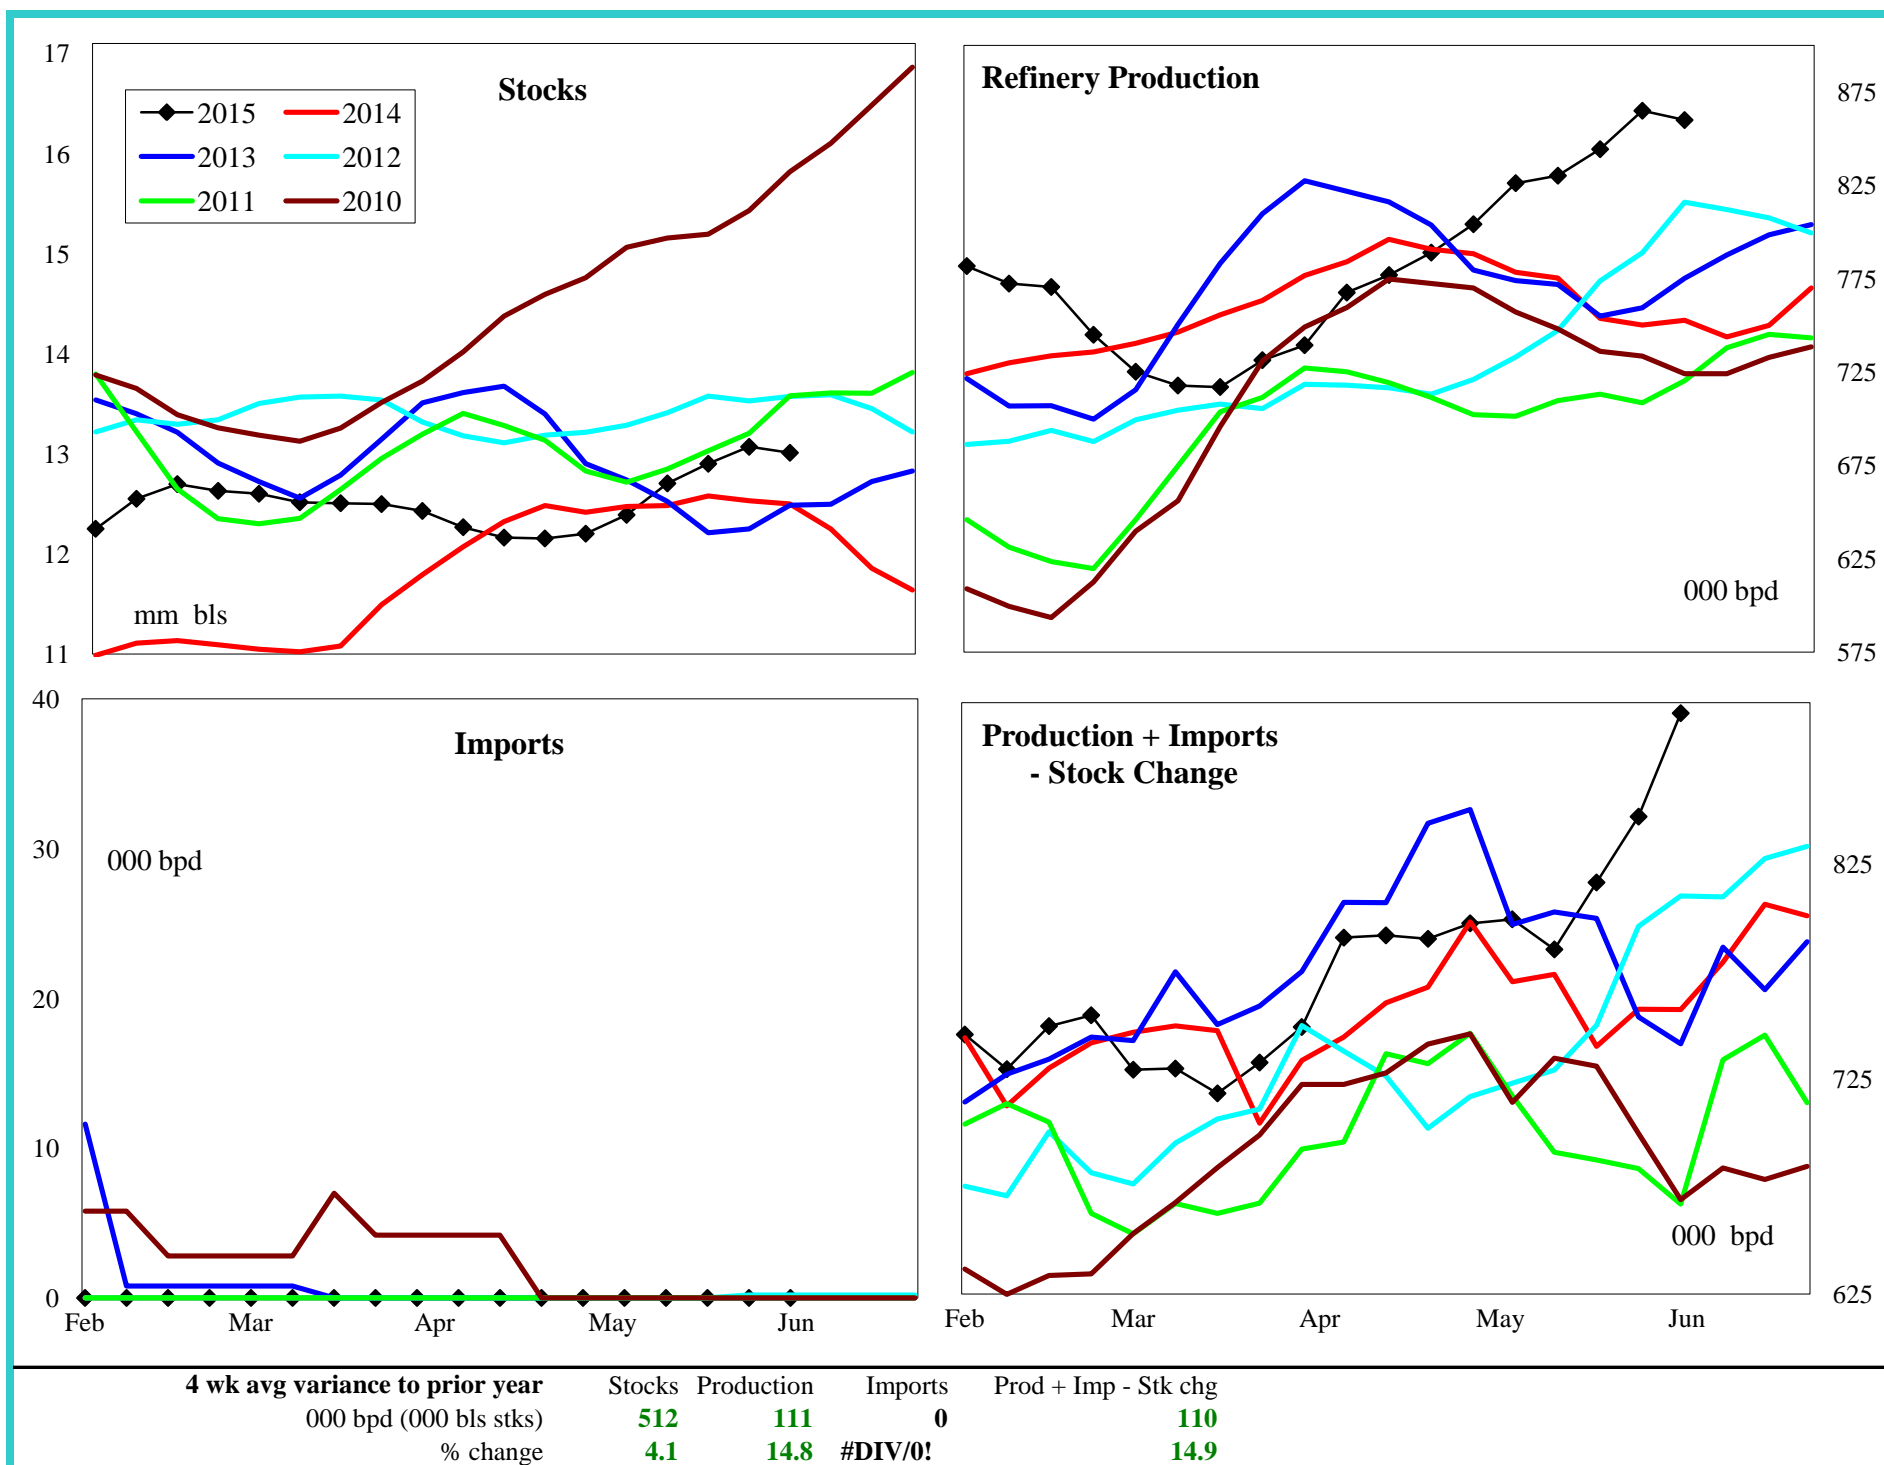 Stocks
2015
2014
2013
2012
2011
2010
17
16
15
14
13
12
11
mm bls
Refinery Production
875
825
775
725
675
625
575
000 bpd
Imports
40
30
20
10
0
000 bpd
Feb Mar Apr May Jun
Production + Imports
- Stock Change
825
725
625
000 bpd
Feb Mar Apr May Jun
4 wk avg variance to prior year Stocks Production Imports Prod + Imp - Stk chg
000 bpd (000 bls stks) 512 111 0 110
% change 4.1 14.8 #DIV/0! 14.9